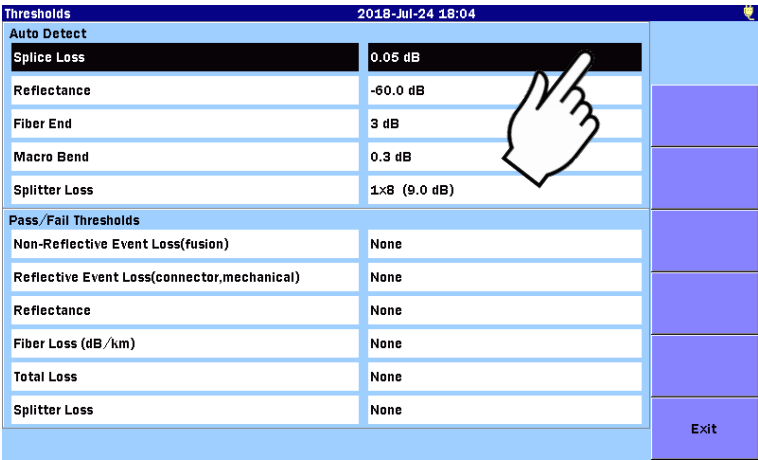 Thresholds 2018-Jul-24 18:04
Auto Detect
Splice Loss 0.05 dB
Reflectance -60.0 dB
Fiber End 3 dB
Macro Bend 0.3 dB
Splitter Loss 1×8 (9.0 dB)
Pass/Fail Thresholds
Non-Reflective Event Loss(fusion) None
Reflective Event Loss(connector,mechanical) None
Reflectance None
Fiber Loss (dB/km) None
Total Loss None
Splitter Loss None
Exit